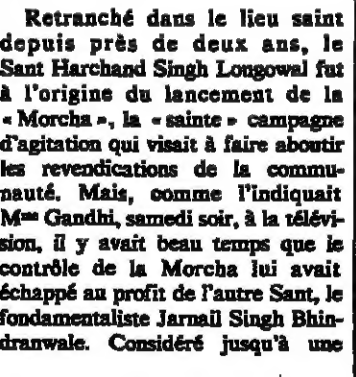 Retranché dans le lieu saint
depuis près de deux ans, le
Sant Harchand Singh Longowal fut
à l'origine du lancement de la
« Morcha », la « sainte » campagne
d'agitation qui visait à faire aboutir
les revendications de la commu-
nauté. Mais, comme l'indiquait
Mme Gandhi, samedi soir, à la télévi-
sion, il y avait beau temps que le
contrôle de la Morcha lui avait
échappé au profit de l'autre Sant, le
fondamentaliste Jarnail Singh Bhin-
dranwale. Considéré jusqu'à une